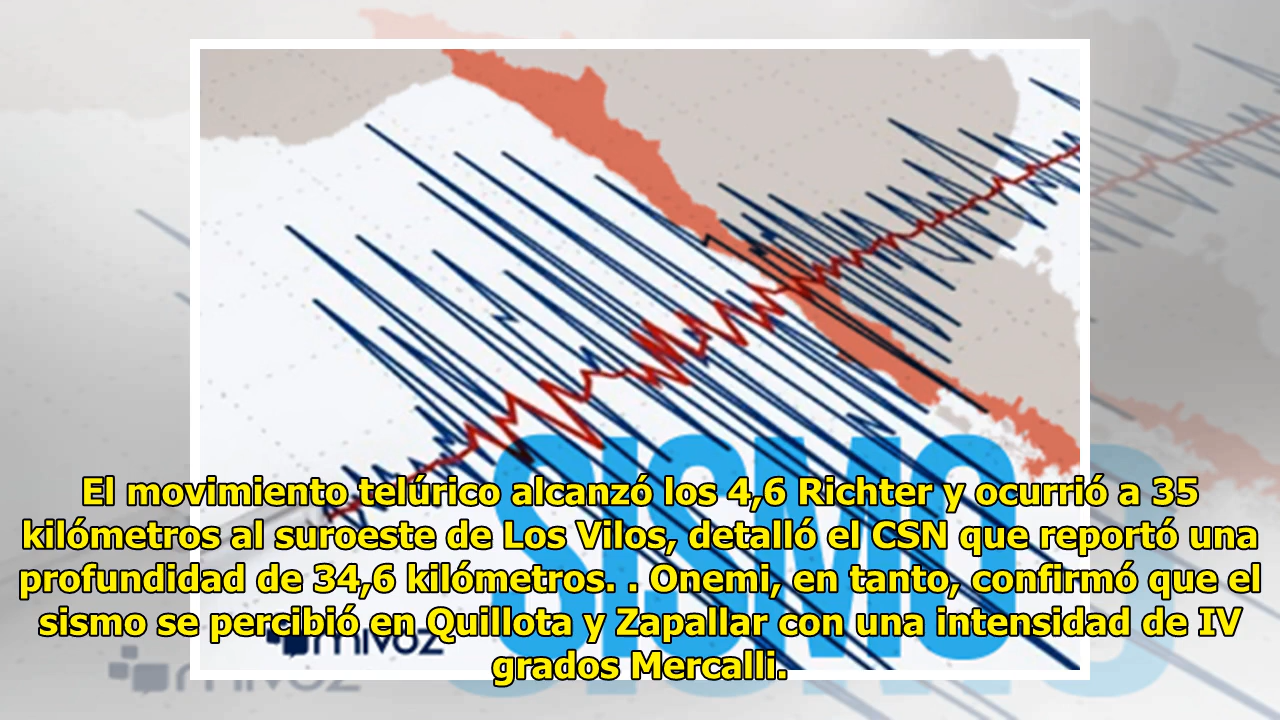 El movimiento telúrico alcanzó los 4,6 Richter y ocurrió a 35
kilómetros al suroeste de Los Vilos, detalló el CSN que reportó una
profundidad de 34,6 kilómetros. . Onemi, en tanto, confirmó que el
sismo se percibió en Quillota y Zapallar con una intensidad de IV
grados Mercalli.
SISMO
mivoz